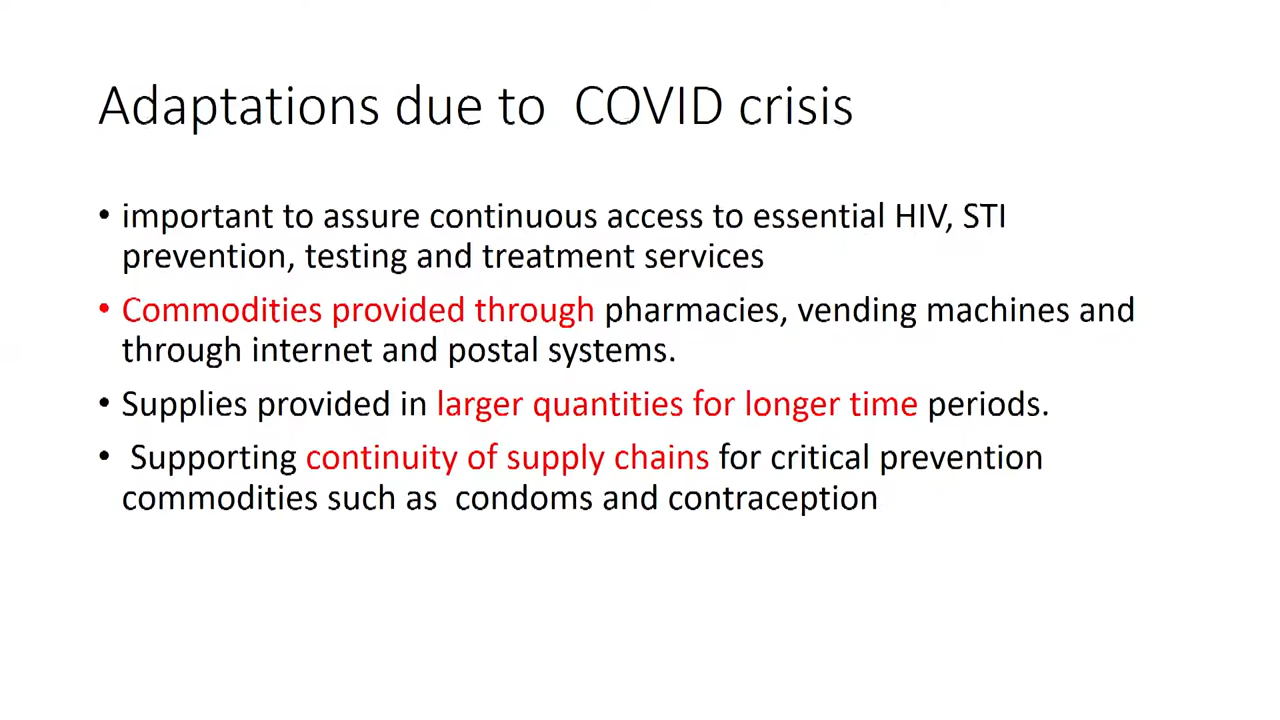 Adaptations due to  COVID crisis
• important to assure continuous access to essential HIV, STI
prevention, testing and treatment services
• Commodities provided through pharmacies, vending machines and
through internet and postal systems.
• Supplies provided in larger quantities for longer time periods.
•  Supporting continuity of supply chains for critical prevention
commodities such as  condoms and contraception